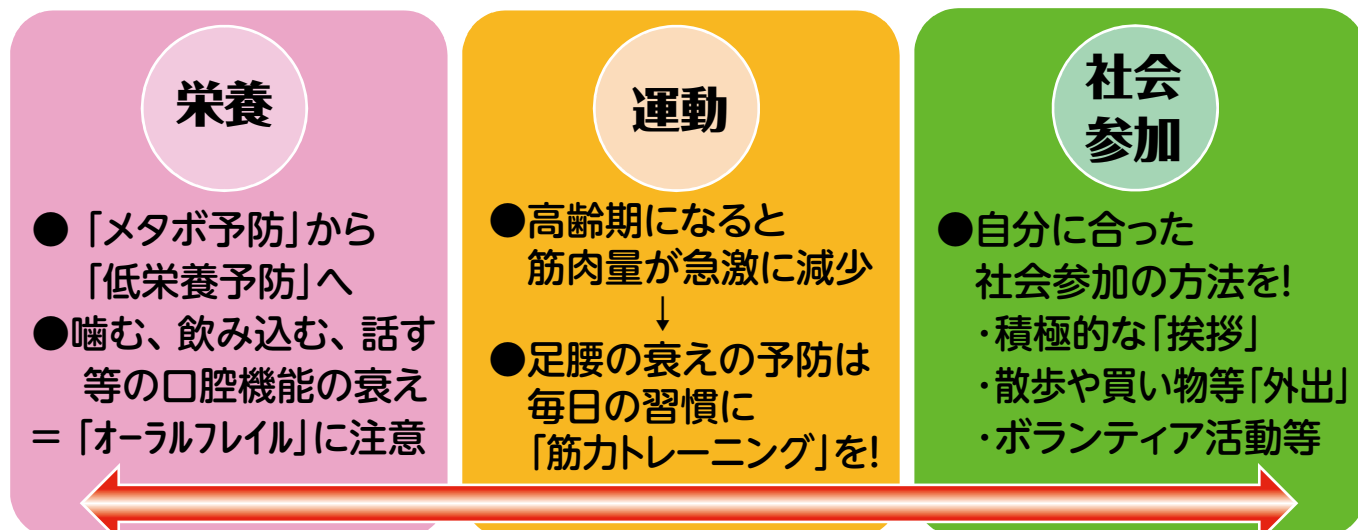 栄養
●「メタボ予防」から
「低栄養予防」へ
●噛む、飲み込む、話す
等の口腔機能の衰え
=「オーラルフレイル」に注意
運動
●高齢期になると
筋肉量が急激に減少
↓
●足腰の衰えの予防は
毎日の習慣に
「筋力トレーニング」を!
社会
参加
●自分に合った
社会参加の方法を!
・積極的な「挨拶」
・散歩や買い物等「外出」
・ボランティア活動等